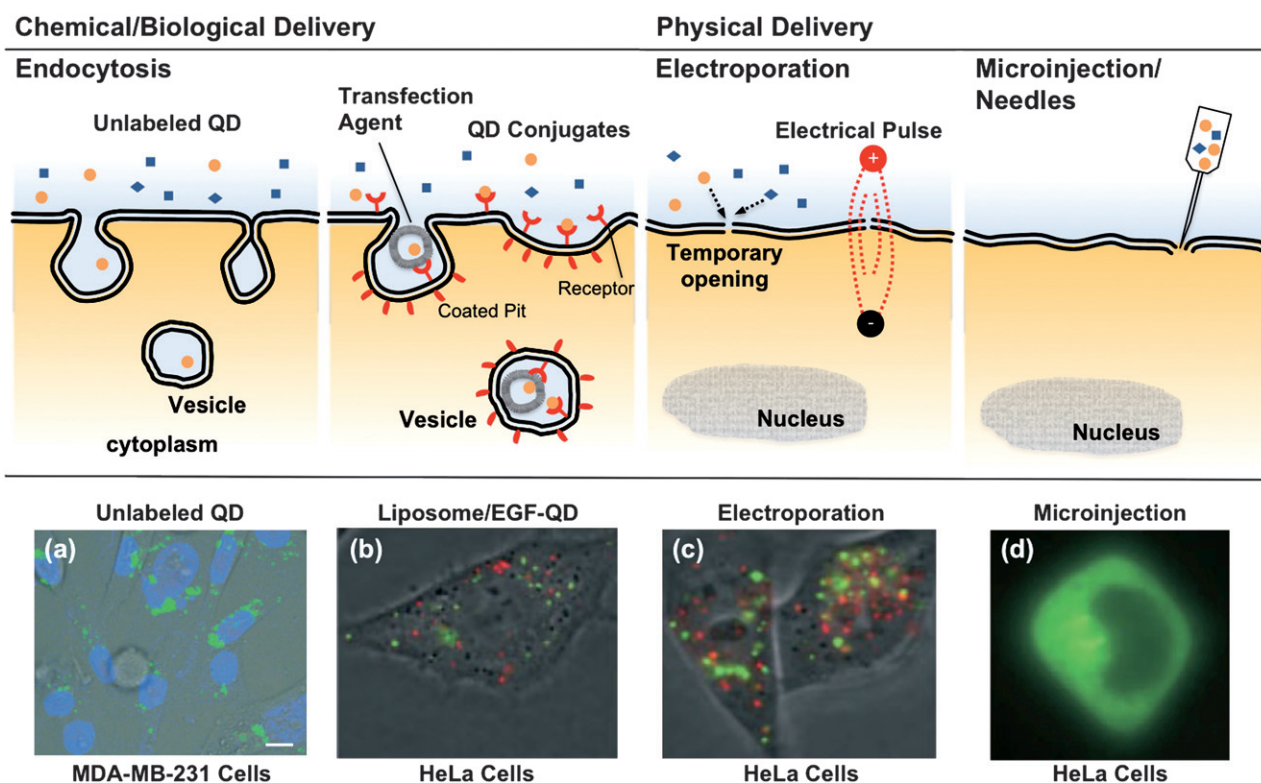 Chemical/Biological Delivery
Physical Delivery
Endocytosis
Electroporation
Microinjection/
Needles
Unlabeled QD
Transfection
Agent
QD Conjugates
Electrical Pulse
+
Temporary
opening
Receptor
Coated Pit
-
Vesicle
cytoplasm
Vesicle
Nucleus
Nucleus
Unlabeled QD
Liposome/EGF-QD
Electroporation
Microinjection
(a)
(b)
(c)
(d)
MDA-MB-231 Cells
HeLa Cells
HeLa Cells
HeLa Cells